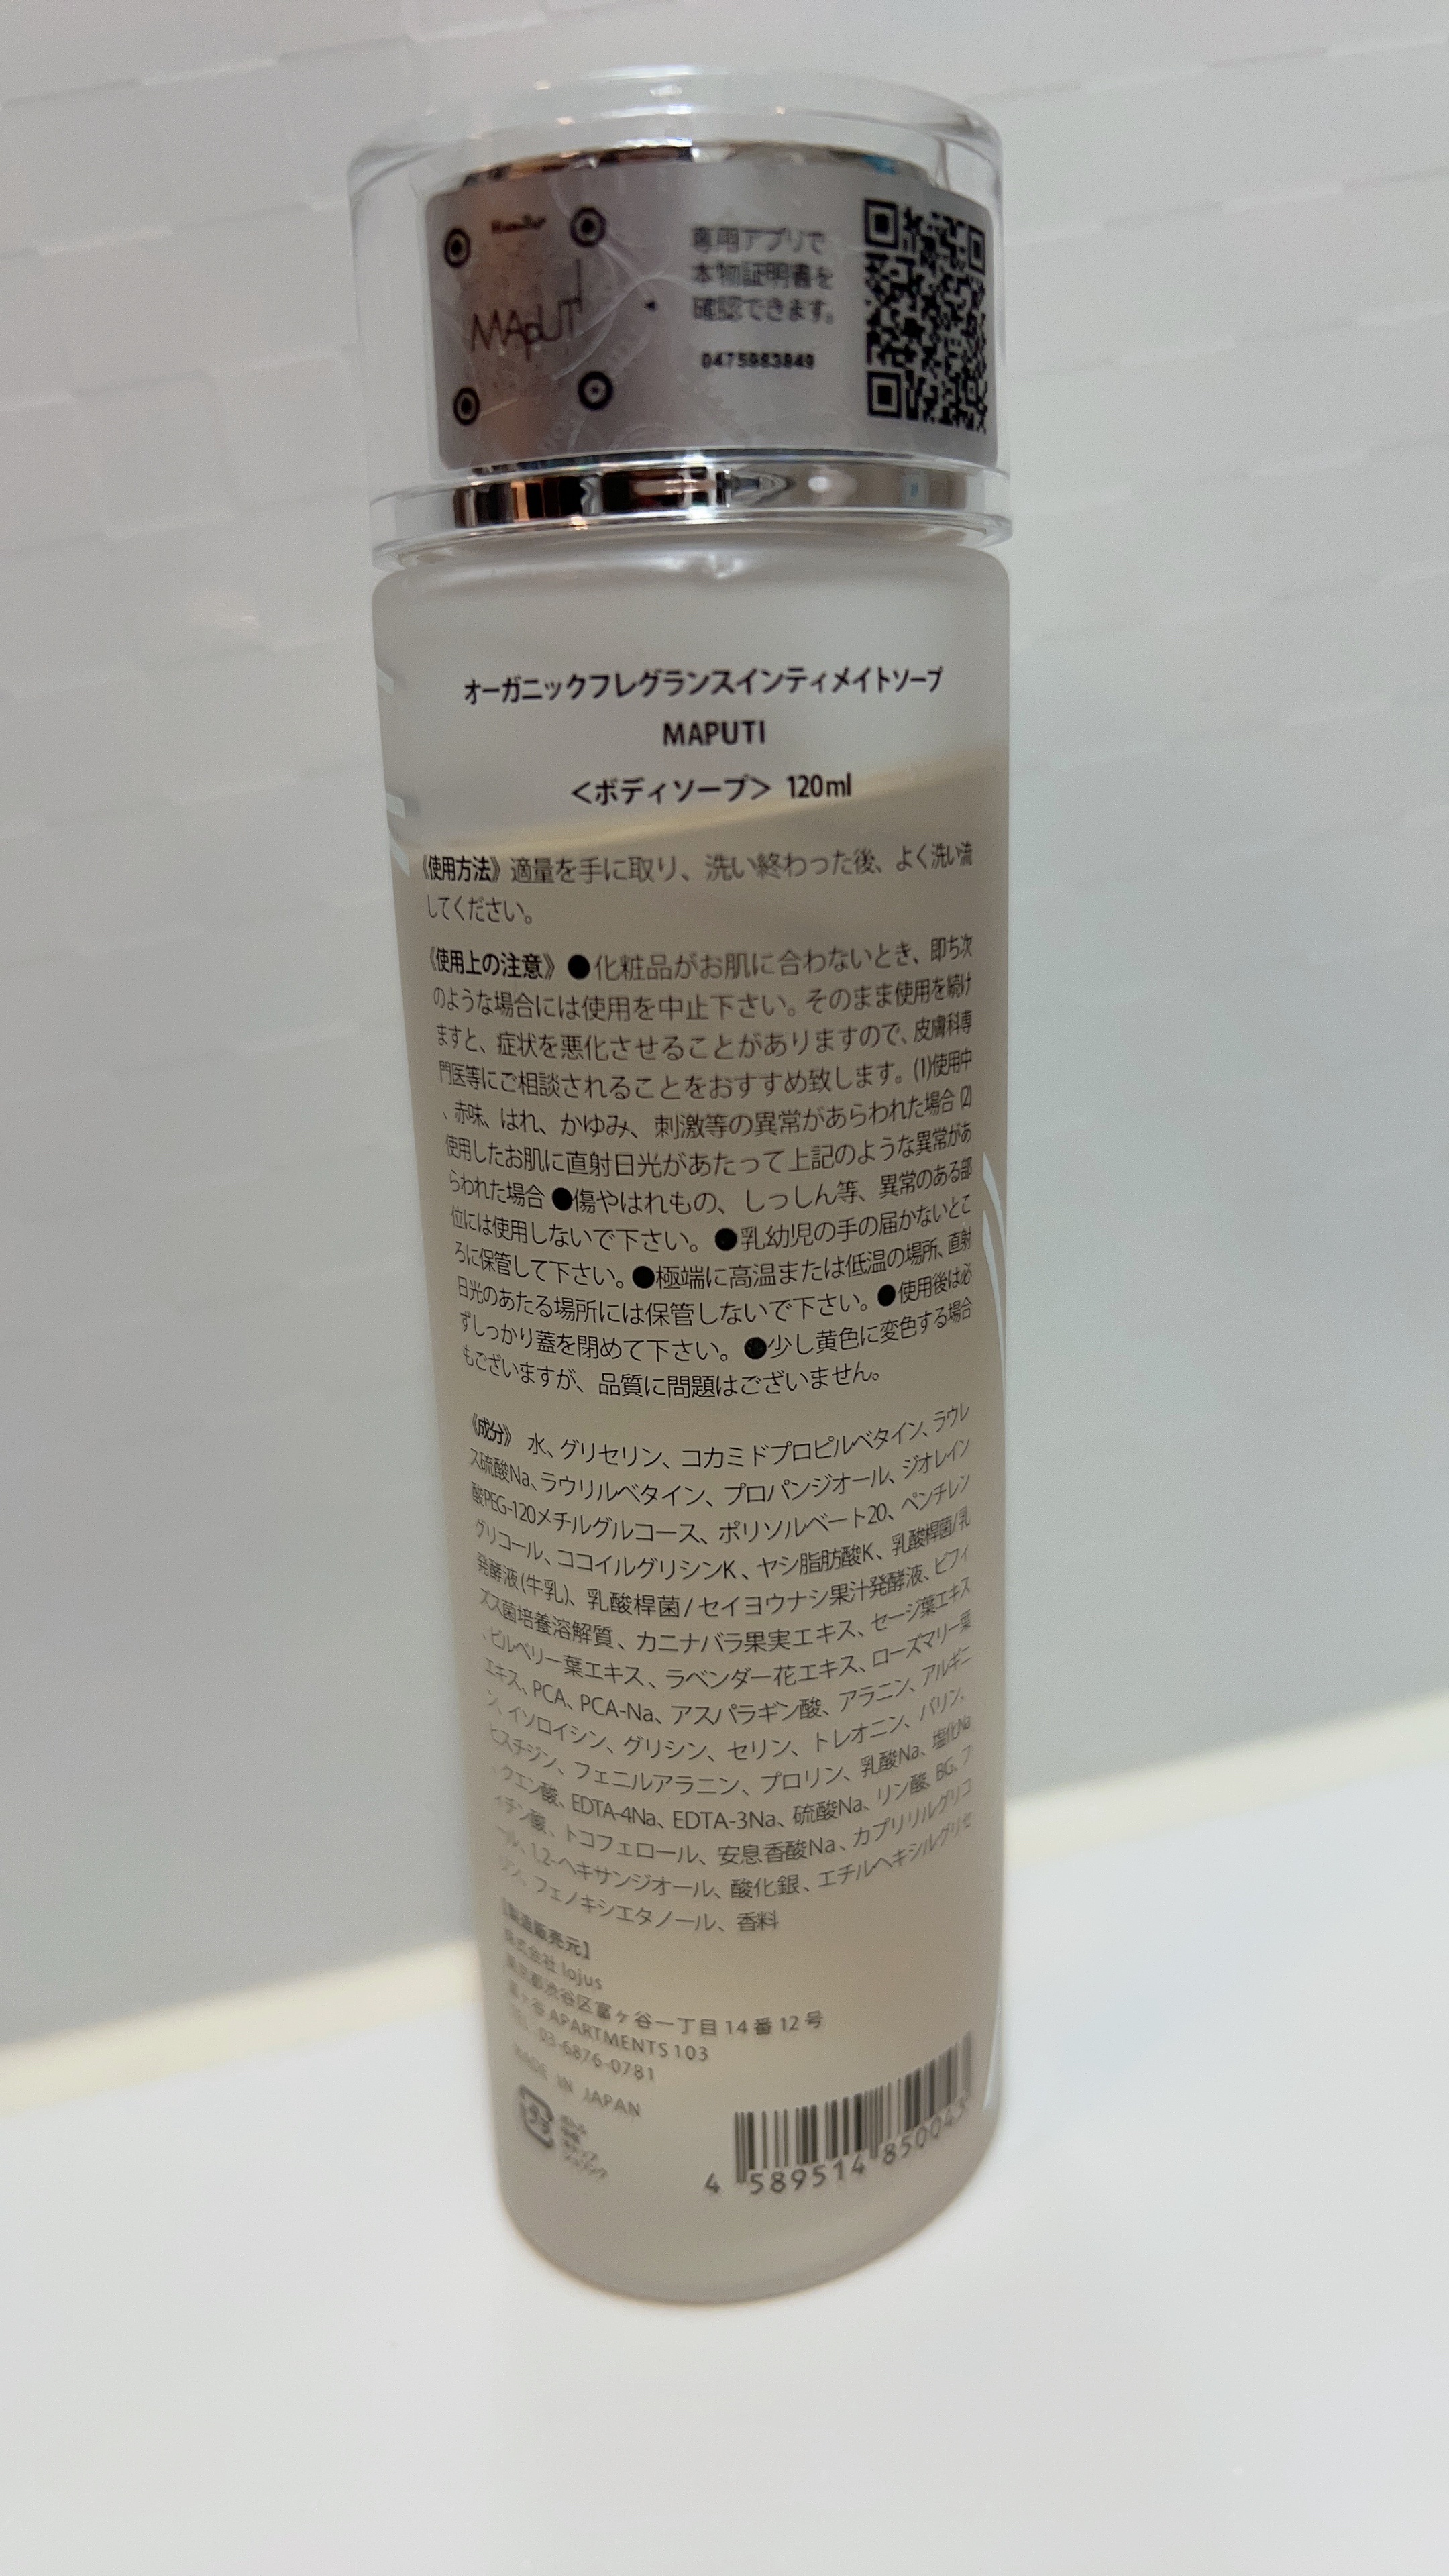 MAPUTI
専用アプリで
本物証明書を
確認できます。
0475983849
オーガニックフレグランスインティメイトソープ
MAPUTI
＜ボディソープ＞ 120ml
《使用方法》適量を手に取り、洗い終わった後、よく洗い流
してください。
《使用上の注意》●化粧品がお肌に合わないとき、即ち次
のような場合には使用を中止下さい。そのまま使用を続け
ますと、症状を悪化させることがありますので、皮膚科専
門医等にご相談されることをおすすめ致します。(1)使用中
、赤味、はれ、かゆみ、刺激等の異常があらわれた場合 (2)
使用したお肌に直射日光があたって上記のような異常があ
らわれた場合 ●傷やはれもの、しっしん等、異常のある部
位には使用しないで下さい。●乳幼児の手の届かないとこ
ろに保管して下さい。●極端に高温または低温の場所、直射
日光のあたる場所には保管しないで下さい。●使用後は必
ずしっかり蓋を閉めて下さい。●少し黄色に変色する場合
もございますが、品質に問題はございません。
《成分》水、グリセリン、コカミドプロピルベタイン、ラウレ
ス硫酸Na、ラウリルベタイン、プロパンジオール、ジオレイン
酸PEG-120メチルグルコース、ポリソルベート20、ペンチレン
グリコール、ココイルグリシンK、ヤシ脂肪酸K、乳酸桿菌/乳
発酵液(牛乳)、乳酸桿菌/セイヨウナシ果汁発酵液、ビフィ
ズス菌培養溶解質、カニナバラ果実エキス、セージ葉エキス
、ビルベリー葉エキス、ラベンダー花エキス、ローズマリー葉
エキス、PCA、PCA-Na、アスパラギン酸、アラニン、アルギニ
ン、イソロイシン、グリシン、セリン、トレオニン、バリン、
ヒスチジン、フェニルアラニン、プロリン、乳酸Na、塩化Na
、クエン酸、EDTA-4Na、EDTA-3Na、硫酸Na、リン酸、BG、フ
ィチン酸、トコフェロール、安息香酸Na、カプリリルグリコ
ール、1,2-ヘキサンジオール、酸化銀、エチルヘキシルグリセ
リン、フェノキシエタノール、香料
【製造販売元】
株式会社 lojus
東京都渋谷区富ヶ谷一丁目14番12号
富ヶ谷 APARTMENTS103
TEL : 03-6876-0781
MADE IN JAPAN
プラ
4 589514 850043